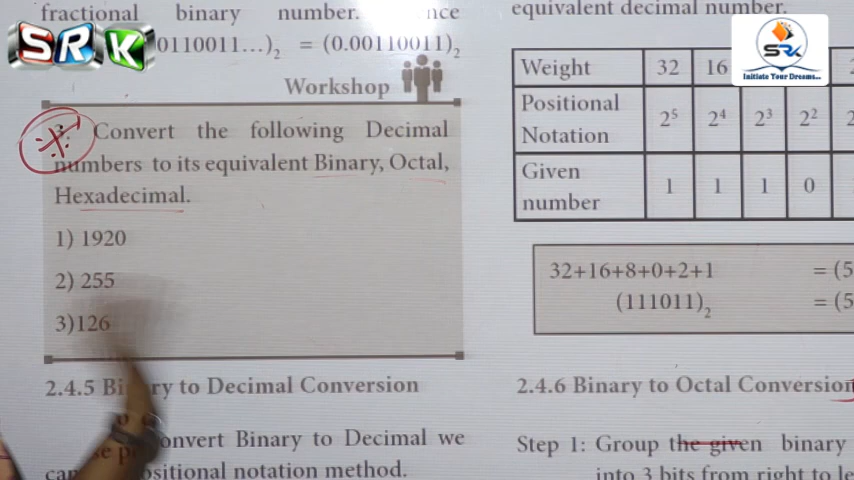 fractional binary number.
0110011...)₂ = (0.00110011)₂
SRK
Workshop
Convert the following Decimal
numbers to its equivalent Binary, Octal,
Hexadecimal.
1) 1920
2) 255
3)126
2.4.5 Binary to Decimal Conversion
onvert Binary to Decimal we
ositional notation method.
equivalent decimal number.
SRK
Initiate Your Dreams...
Weight 32 16
Positional Notation 2⁵ 2⁴ 2³ 2²
Given number 1 1 1 0
32+16+8+0+2+1 = (5
(111011)₂ = (5
2.4.6 Binary to Octal Conversion
Step 1: Group the given binary
into 3 bits from right to le